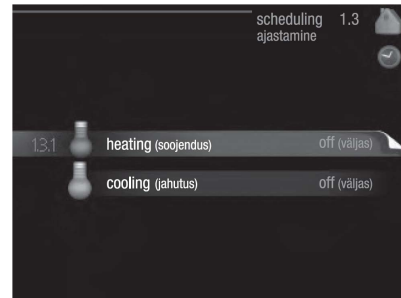 scheduling 1.3
ajastamine
1.3.1 heating (soojendus) off (väljas)
cooling (jahutus) off (väljas)